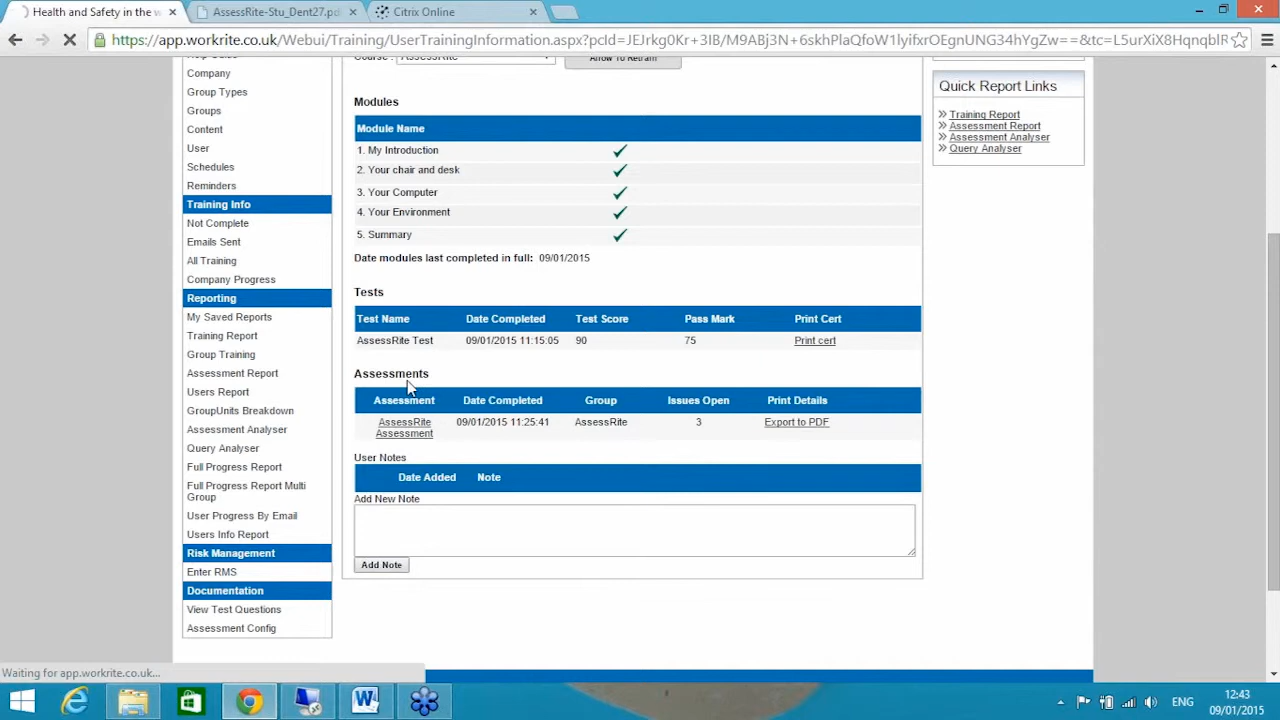 Health and Safety in the w
AssessRite-Stu_Dent27.pd
Citrix Online
https://app.workrite.co.uk/Webui/Training/UserTrainingInformation.aspx?pcId=JEJrkg0Kr+3IB/M9ABj3N+6skhPlaQfoW1lyifxrOEgnUNG34hYgZw==&tc=L5urXiX8HqnqblR
Help Guide
Company
Group Types
Groups
Content
User
Schedules
Reminders
Training Info
Not Complete
Emails Sent
All Training
Company Progress
Reporting
My Saved Reports
Training Report
Group Training
Assessment Report
Users Report
GroupUnits Breakdown
Assessment Analyser
Query Analyser
Full Progress Report
Full Progress Report Multi
Group
User Progress By Email
Users Info Report
Risk Management
Enter RMS
Documentation
View Test Questions
Assessment Config
Course : AssessRite Allow To Retrain
Modules
Module Name
1. My Introduction
2. Your chair and desk
3. Your Computer
4. Your Environment
5. Summary
Date modules last completed in full: 09/01/2015
Tests
Test Name Date Completed Test Score Pass Mark Print Cert
AssessRite Test 09/01/2015 11:15:05 90 75 Print cert
Assessments
Assessment Date Completed Group Issues Open Print Details
AssessRite 09/01/2015 11:25:41 AssessRite 3 Export to PDF
Assessment
User Notes
Date Added Note
Add New Note
Add Note
Quick Report Links
Training Report
Assessment Report
Assessment Analyser
Query Analyser
Waiting for app.workrite.co.uk...
ENG
12:43
09/01/2015